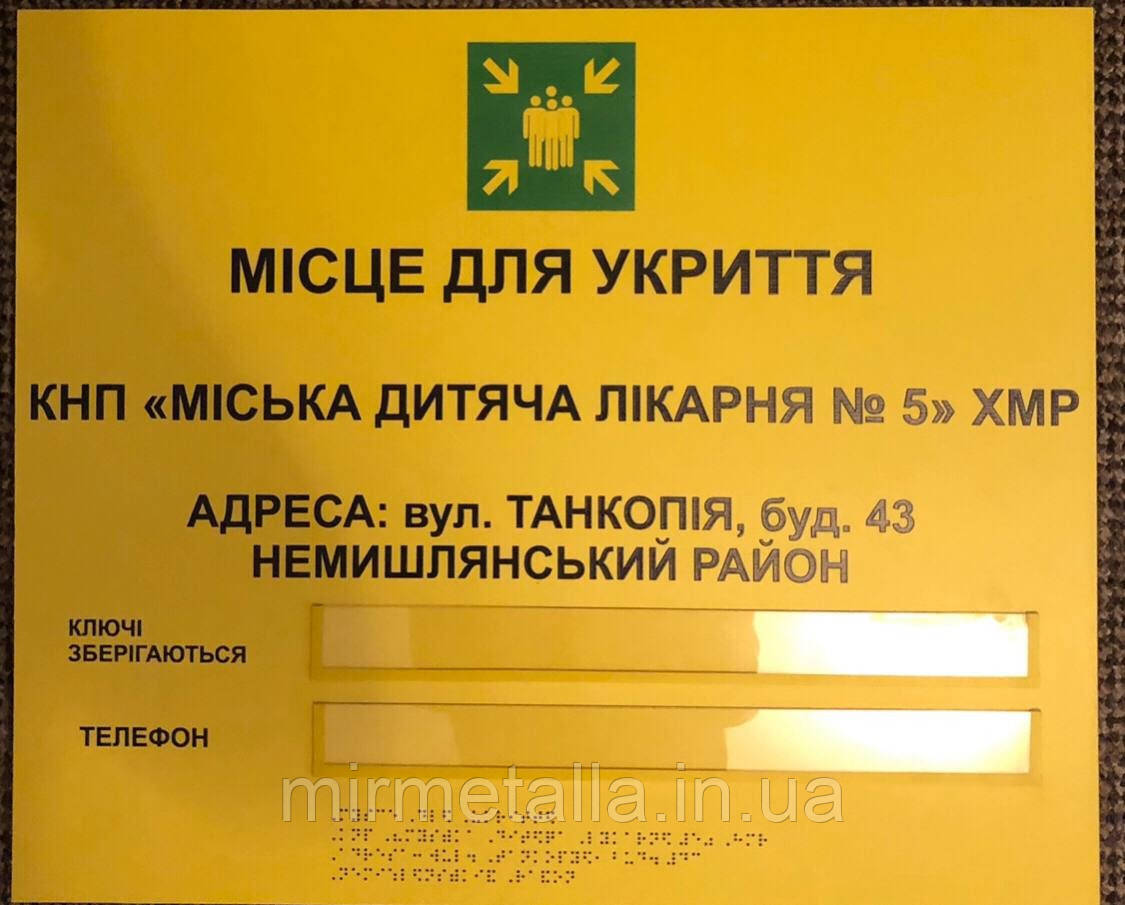 МІСЦЕ ДЛЯ УКРИТТЯ
КНП «МІСЬКА ДИТЯЧА ЛІКАРНЯ № 5» ХМР
АДРЕСА: вул. ТАНКОПІЯ, буд. 43
НЕМИШЛЯНСЬКИЙ РАЙОН
КЛЮЧІ
ЗБЕРІГАЮТЬСЯ
ТЕЛЕФОН
mirmetalla.in.ua